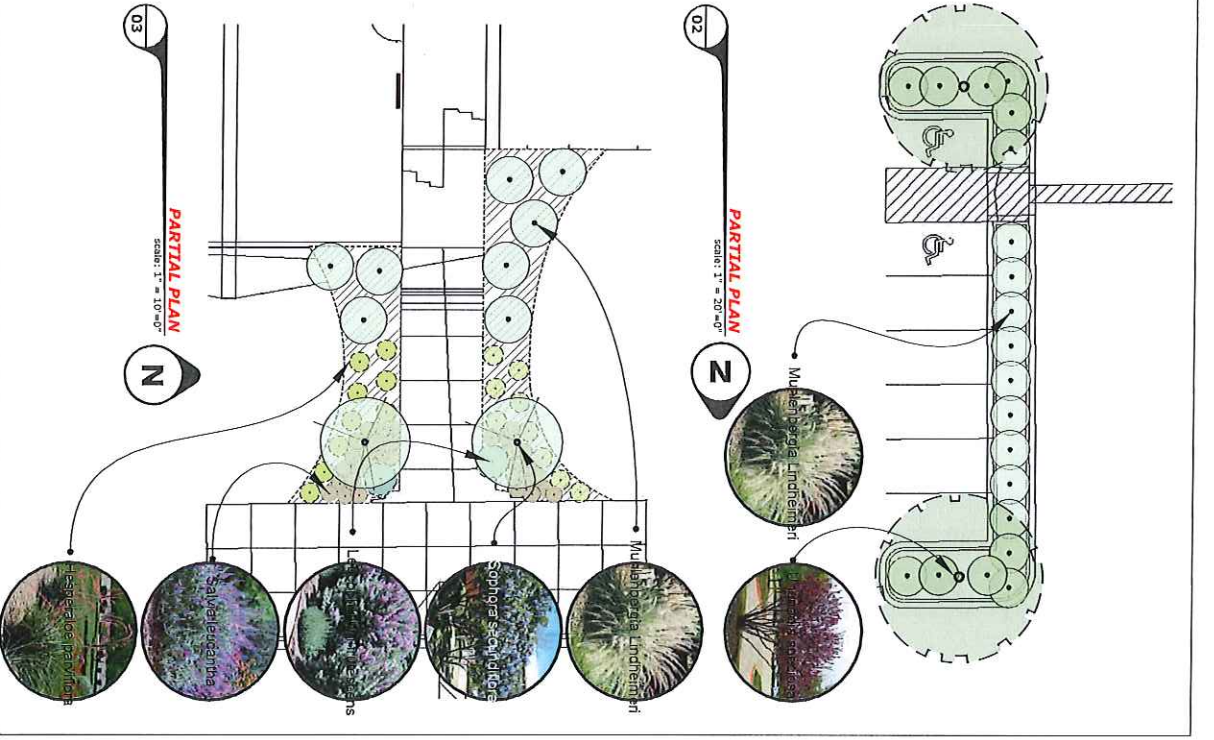 02
PARTIAL PLAN
scale: 1" = 20'=0"
N
Muhlenbergia Lindheimeri
03
PARTIAL PLAN
scale: 1" = 10'=0"
N
Muhlenbergia Lindheimeri
Sophora secundiflora
Salvia leucantha
Hesperaloe parviflora